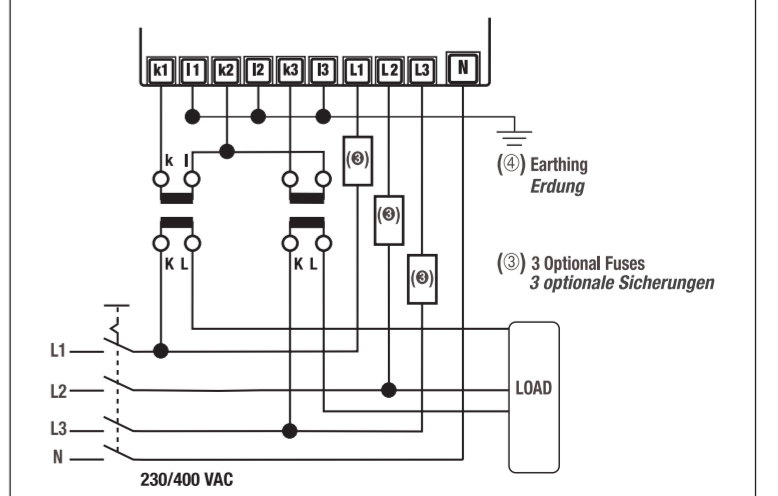 k1 l1 k2 l2 k3 l3 L1 L2 L3 N
k l
(③)
(④) Earthing
Erdung
(③)
K L
K L
(③) 3 Optional Fuses
3 optionale Sicherungen
(③)
L1
L2
LOAD
L3
N
230/400 VAC